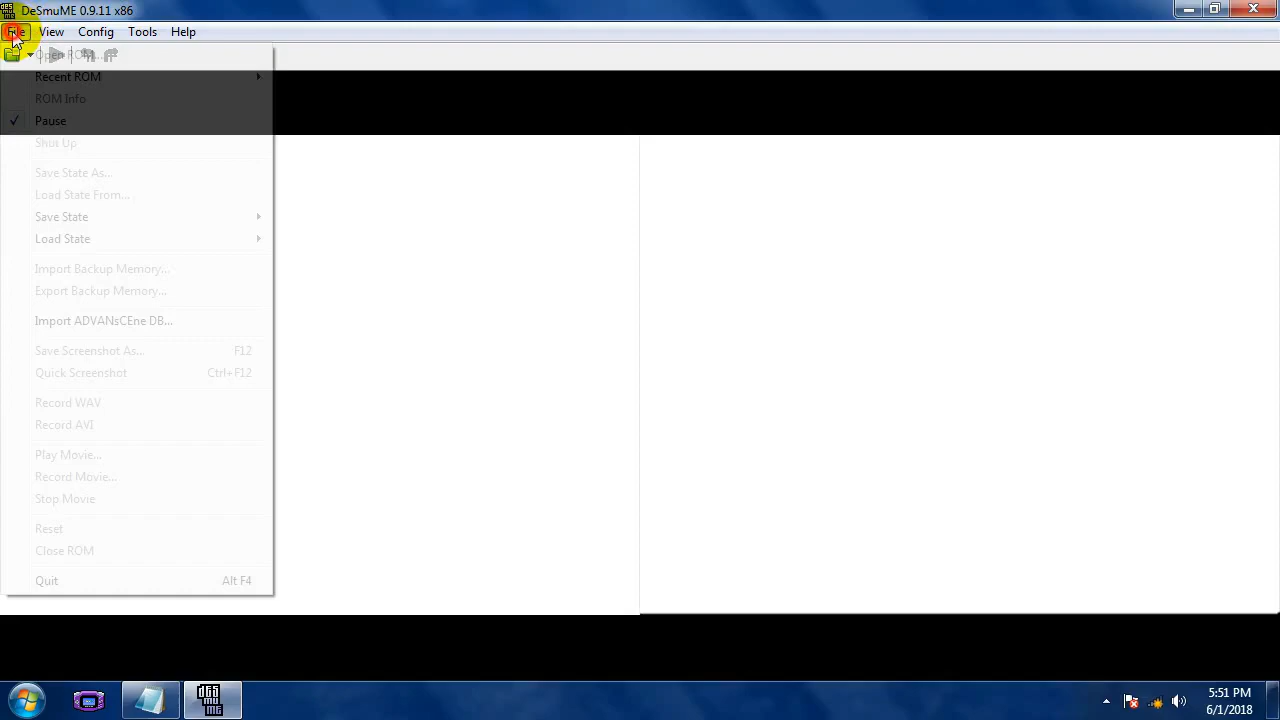 DeSmuME 0.9.11 x86
File View Config Tools Help
Open ROM...
Recent ROM
ROM Info
Pause
Shut Up
Save State As...
Load State From...
Save State
Load State
Import Backup Memory...
Export Backup Memory...
Import ADVANsCEne DB...
Save Screenshot As... F12
Quick Screenshot Ctrl+F12
Record WAV
Record AVI
Play Movie...
Record Movie...
Stop Movie
Reset
Close ROM
Quit Alt F4
5:51 PM
6/1/2018